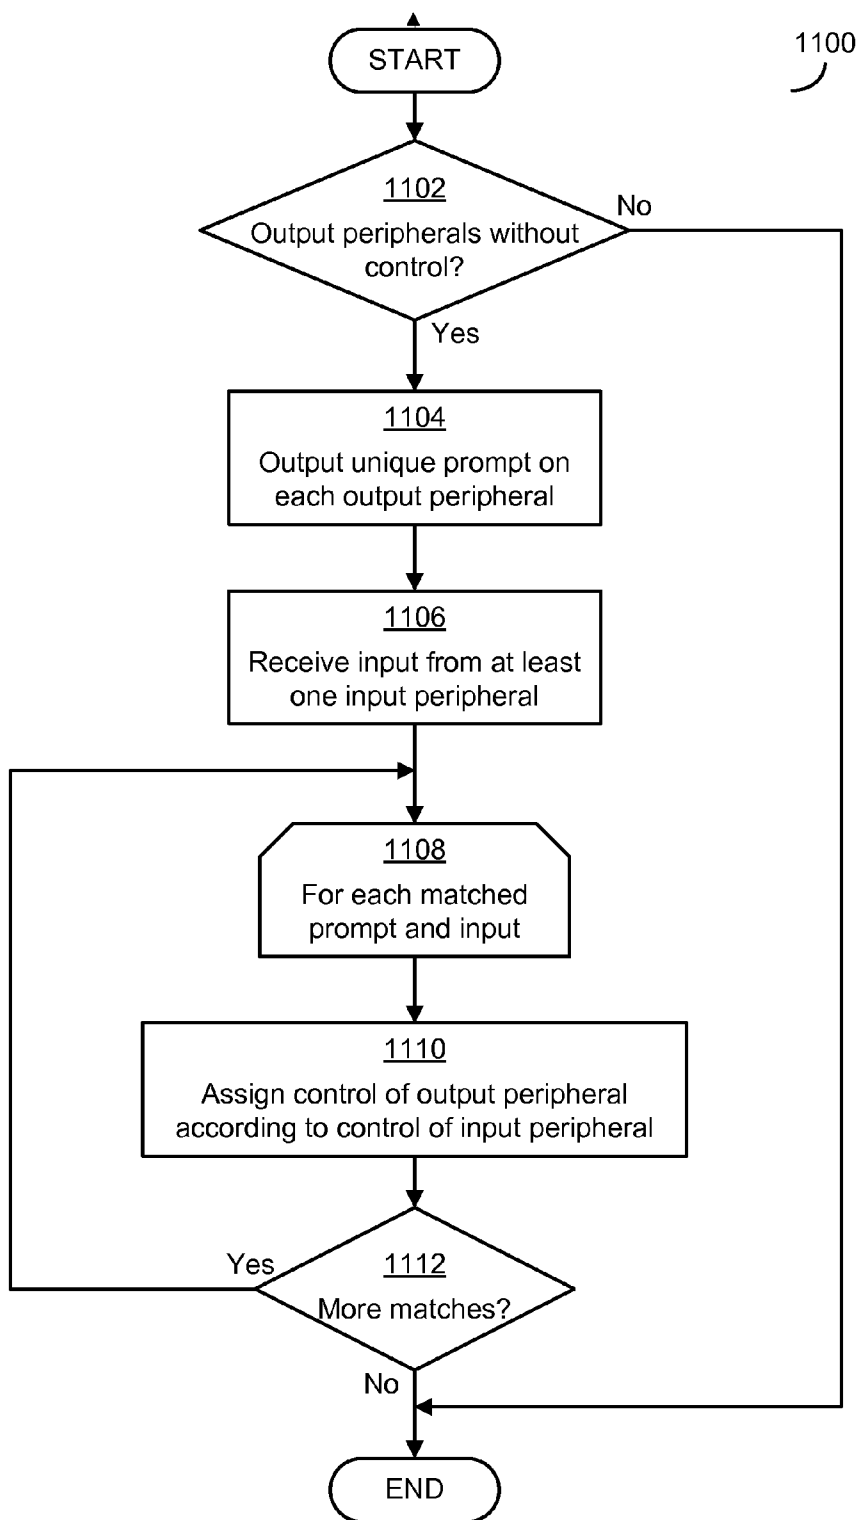 START
1100
1102
No
Output peripherals without
control?
Yes
1104
Output unique prompt on
each output peripheral
1106
Receive input from at least
one input peripheral
1108
For each matched
prompt and input
1110
Assign control of output peripheral
according to control of input peripheral
Yes
1112
More matches?
No
END